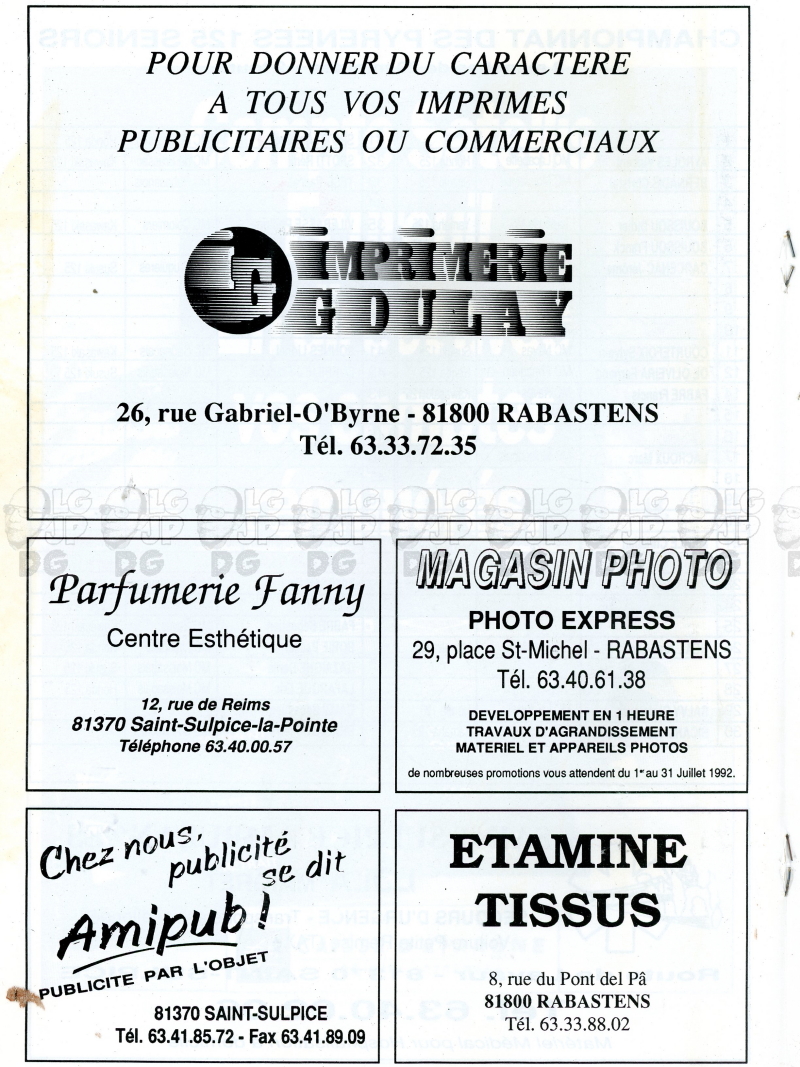 POUR DONNER DU CARACTERE
A TOUS VOS IMPRIMES
PUBLICITAIRES OU COMMERCIAUX
IG IMPRIMERIE
GOULAY
26, rue Gabriel-O'Byrne - 81800 RABASTENS
Tél. 63.33.72.35
LG JP DG
Parfumerie Fanny
Centre Esthétique
12, rue de Reims
81370 Saint-Sulpice-la-Pointe
Téléphone 63.40.00.57
MAGASIN PHOTO
PHOTO EXPRESS
29, place St-Michel - RABASTENS
Tél. 63.40.61.38
DEVELOPPEMENT EN 1 HEURE
TRAVAUX D'AGRANDISSEMENT
MATERIEL ET APPAREILS PHOTOS
de nombreuses promotions vous attendent du 1er au 31 Juillet 1992.
Chez nous,
publicité
se dit
Amipub!
PUBLICITE PAR L'OBJET
81370 SAINT-SULPICE
Tél. 63.41.85.72 - Fax 63.41.89.09
ETAMINE
TISSUS
8, rue du Pont del Pâ
81800 RABASTENS
Tél. 63.33.88.02